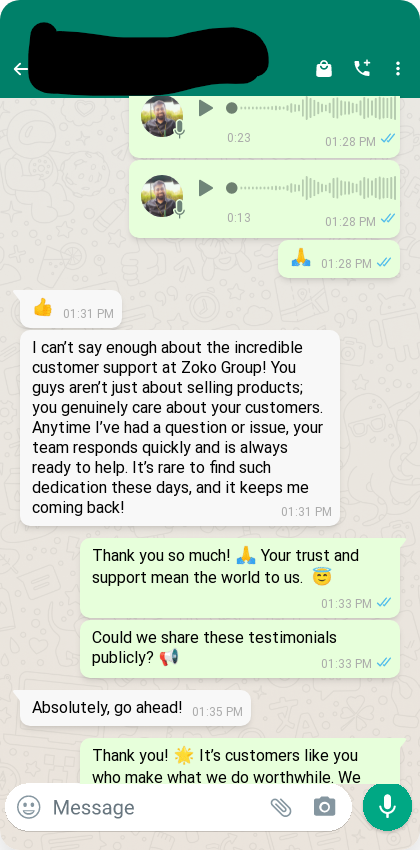 0:23
01:28 PM
0:13
01:28 PM
🙏 01:28 PM
👍 01:31 PM
I can't say enough about the incredible
customer support at Zoko Group! You
guys aren't just about selling products;
you genuinely care about your customers.
Anytime I've had a question or issue, your
team responds quickly and is always
ready to help. It's rare to find such
dedication these days, and it keeps me
coming back!
01:31 PM
Thank you so much! 🙏 Your trust and
support mean the world to us. 😇
01:33 PM
Could we share these testimonials
publicly? 📢 01:33 PM
Absolutely, go ahead! 01:35 PM
Thank you! 🌟 It's customers like you
who make what we do worthwhile. We
Message